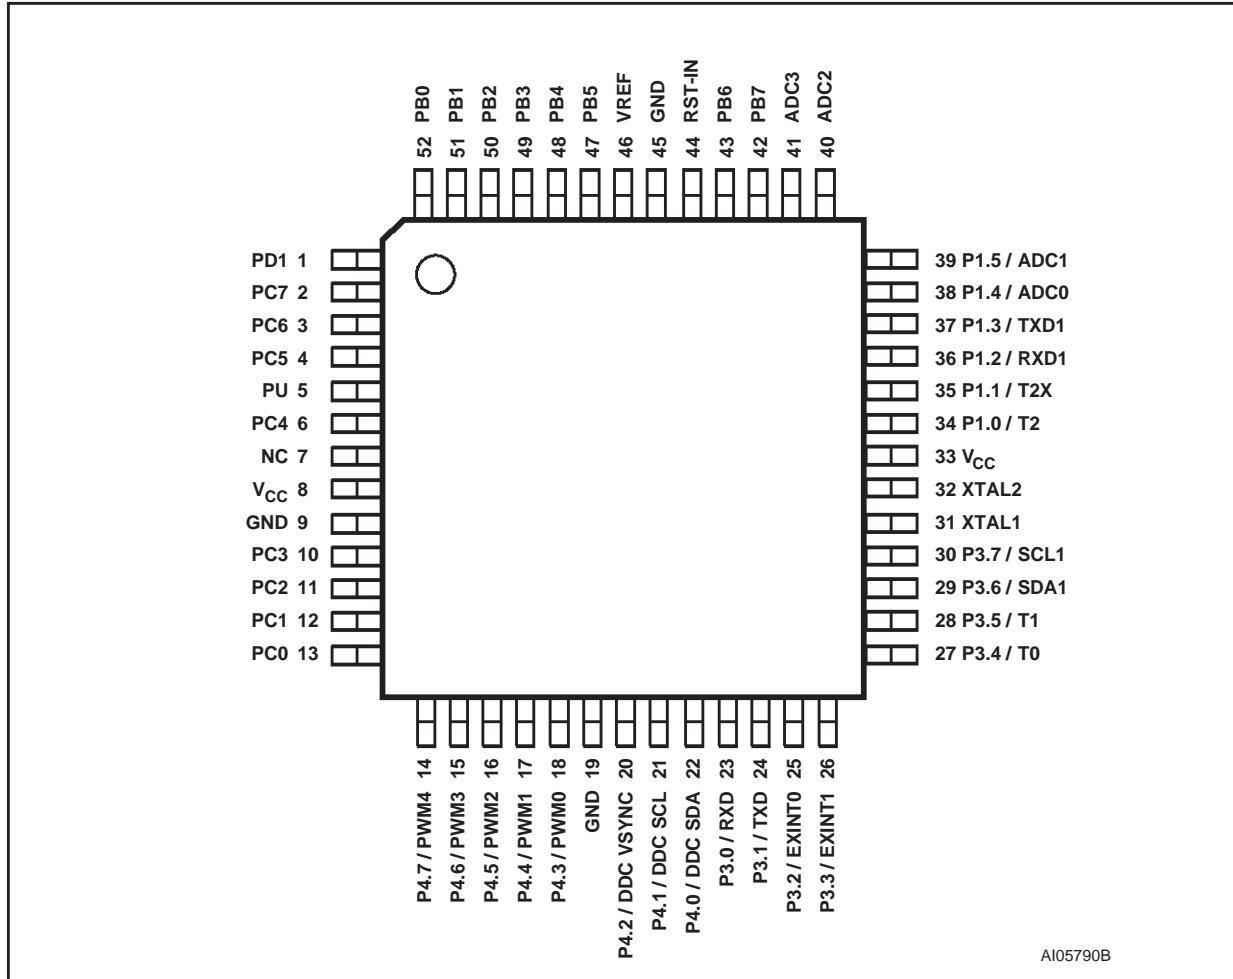 52 PB0
51 PB1
50 PB2
49 PB3
48 PB4
47 PB5
46 VREF
45 GND
44 RST-IN
43 PB6
42 PB7
41 ADC3
40 ADC2
PD1 1
PC7 2
PC6 3
PC5 4
PU 5
PC4 6
NC 7
VCC 8
GND 9
PC3 10
PC2 11
PC1 12
PC0 13
39 P1.5 / ADC1
38 P1.4 / ADC0
37 P1.3 / TXD1
36 P1.2 / RXD1
35 P1.1 / T2X
34 P1.0 / T2
33 VCC
32 XTAL2
31 XTAL1
30 P3.7 / SCL1
29 P3.6 / SDA1
28 P3.5 / T1
27 P3.4 / T0
P4.7 / PWM4 14
P4.6 / PWM3 15
P4.5 / PWM2 16
P4.4 / PWM1 17
P4.3 / PWM0 18
GND 19
P4.2 / DDC VSYNC 20
P4.1 / DDC SCL 21
P4.0 / DDC SDA 22
P3.0 / RXD 23
P3.1 / TXD 24
P3.2 / EXINT0 25
P3.3 / EXINT1 26
AI05790B